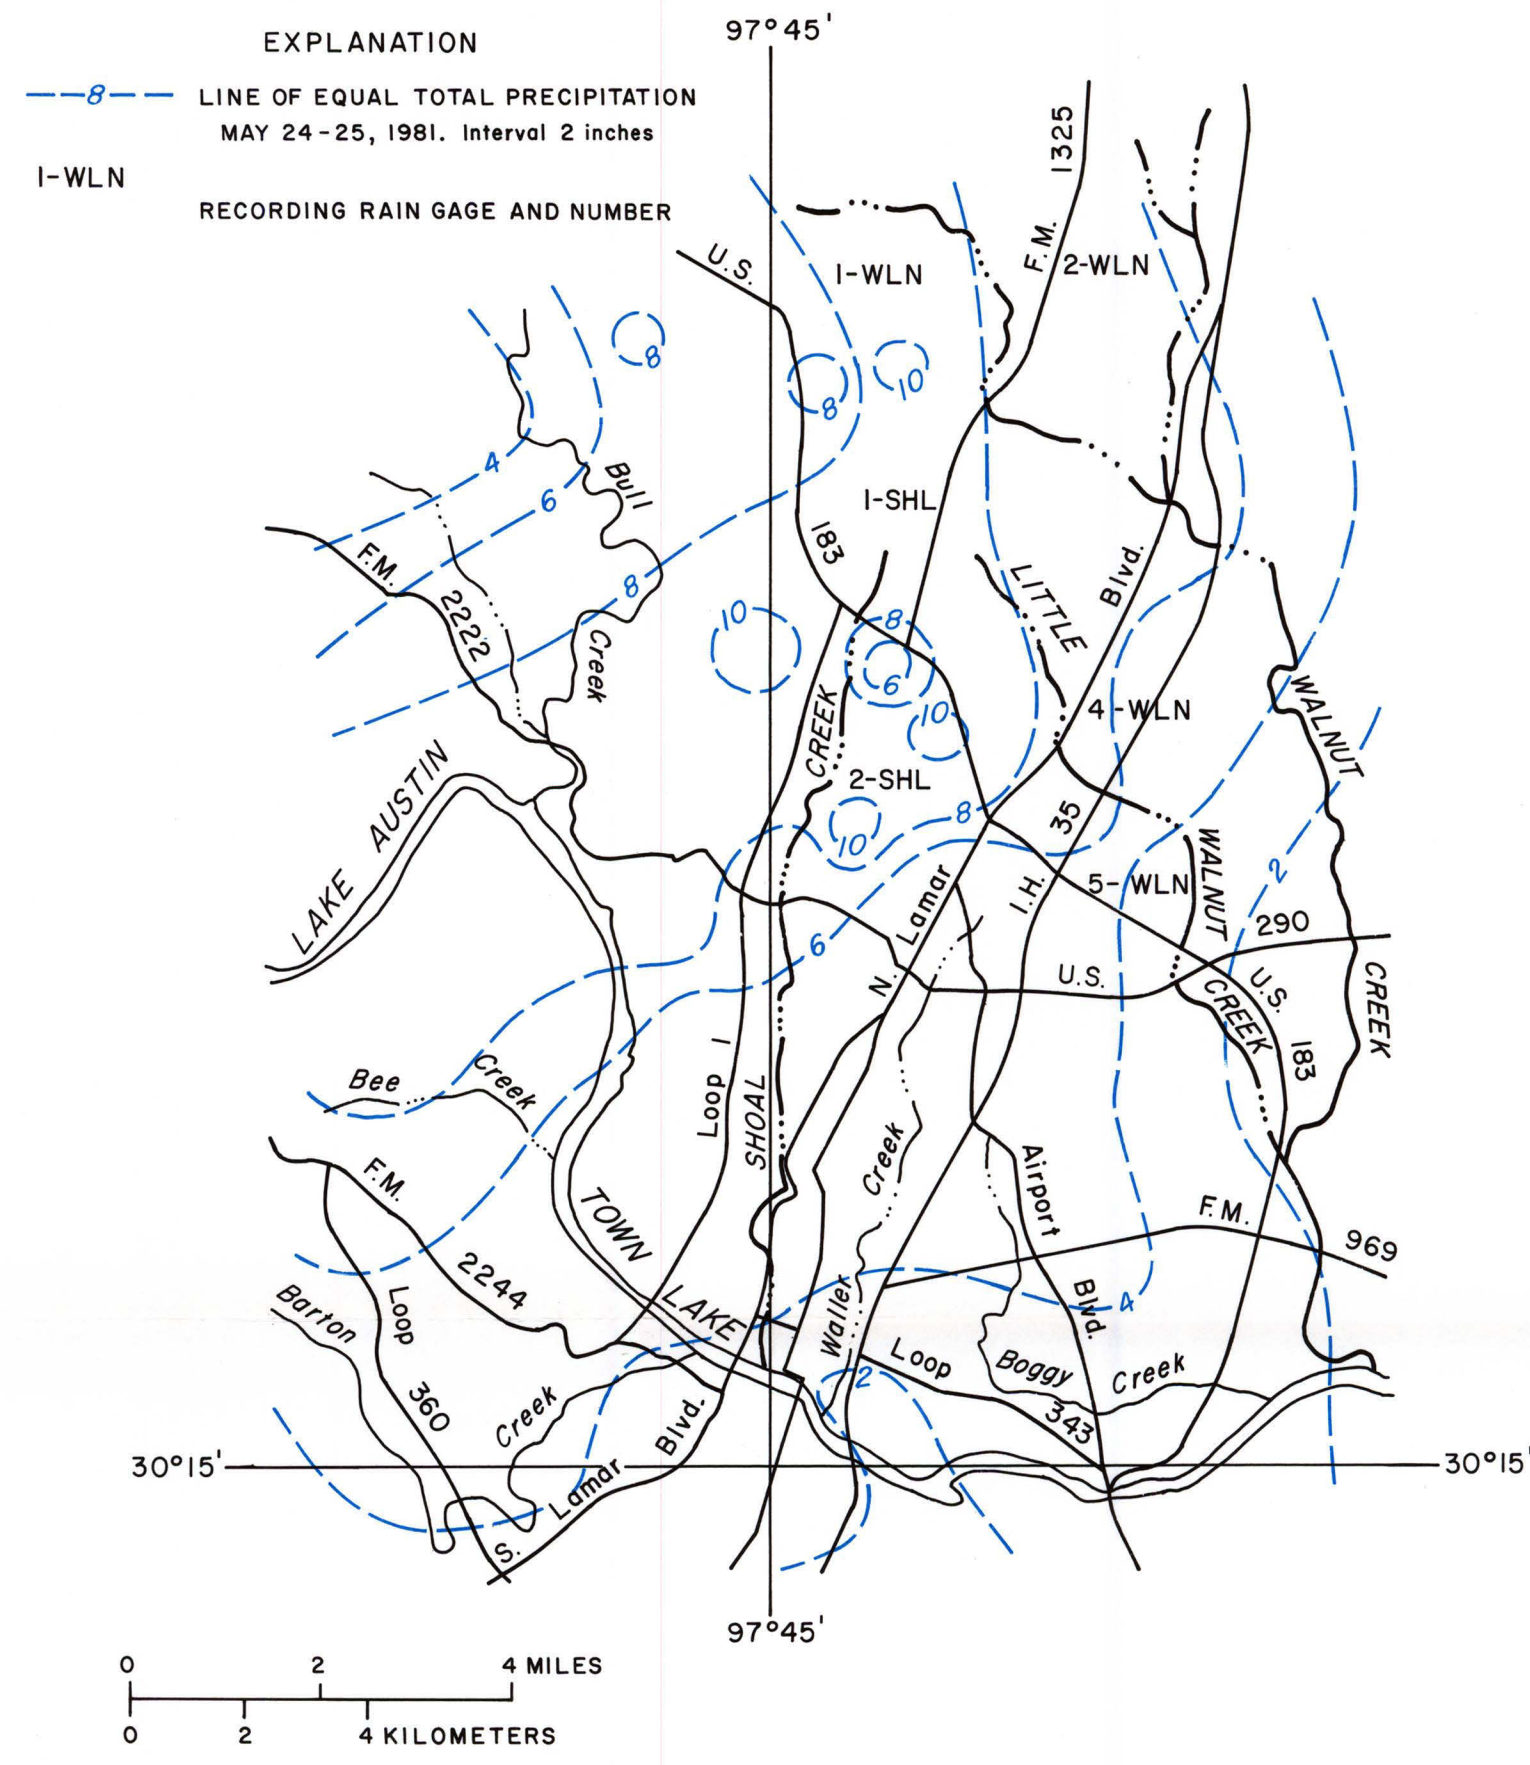 97°45'
EXPLANATION
8
LINE OF EQUAL TOTAL PRECIPITATION
MAY 24-25, 1981. Interval 2 inches
1-WLN
RECORDING RAIN GAGE AND NUMBER
F.M. 1325
U.S. 183
1-WLN
2-WLN
8
8
10
4
6
Bull Creek
1-SHL
F.M. 2222
8
10
8
6
10
LITTLE WALNUT CREEK
Blvd.
4-WLN
WALNUT CREEK
SHOAL CREEK
2-SHL
LAKE AUSTIN
10
8
35
I.H.
N. Lamar
5-WLN
2
6
290
U.S.
U.S. 183
Loop 1
Bee Creek
F.M. 2244
TOWN LAKE
Waller Creek
Airport Blvd.
F.M. 969
4
Barton Creek
Loop 360
2
Loop 343
Boggy Creek
S. Lamar Blvd.
30°15'
30°15'
97°45'
0 2 4 MILES
0 2 4 KILOMETERS